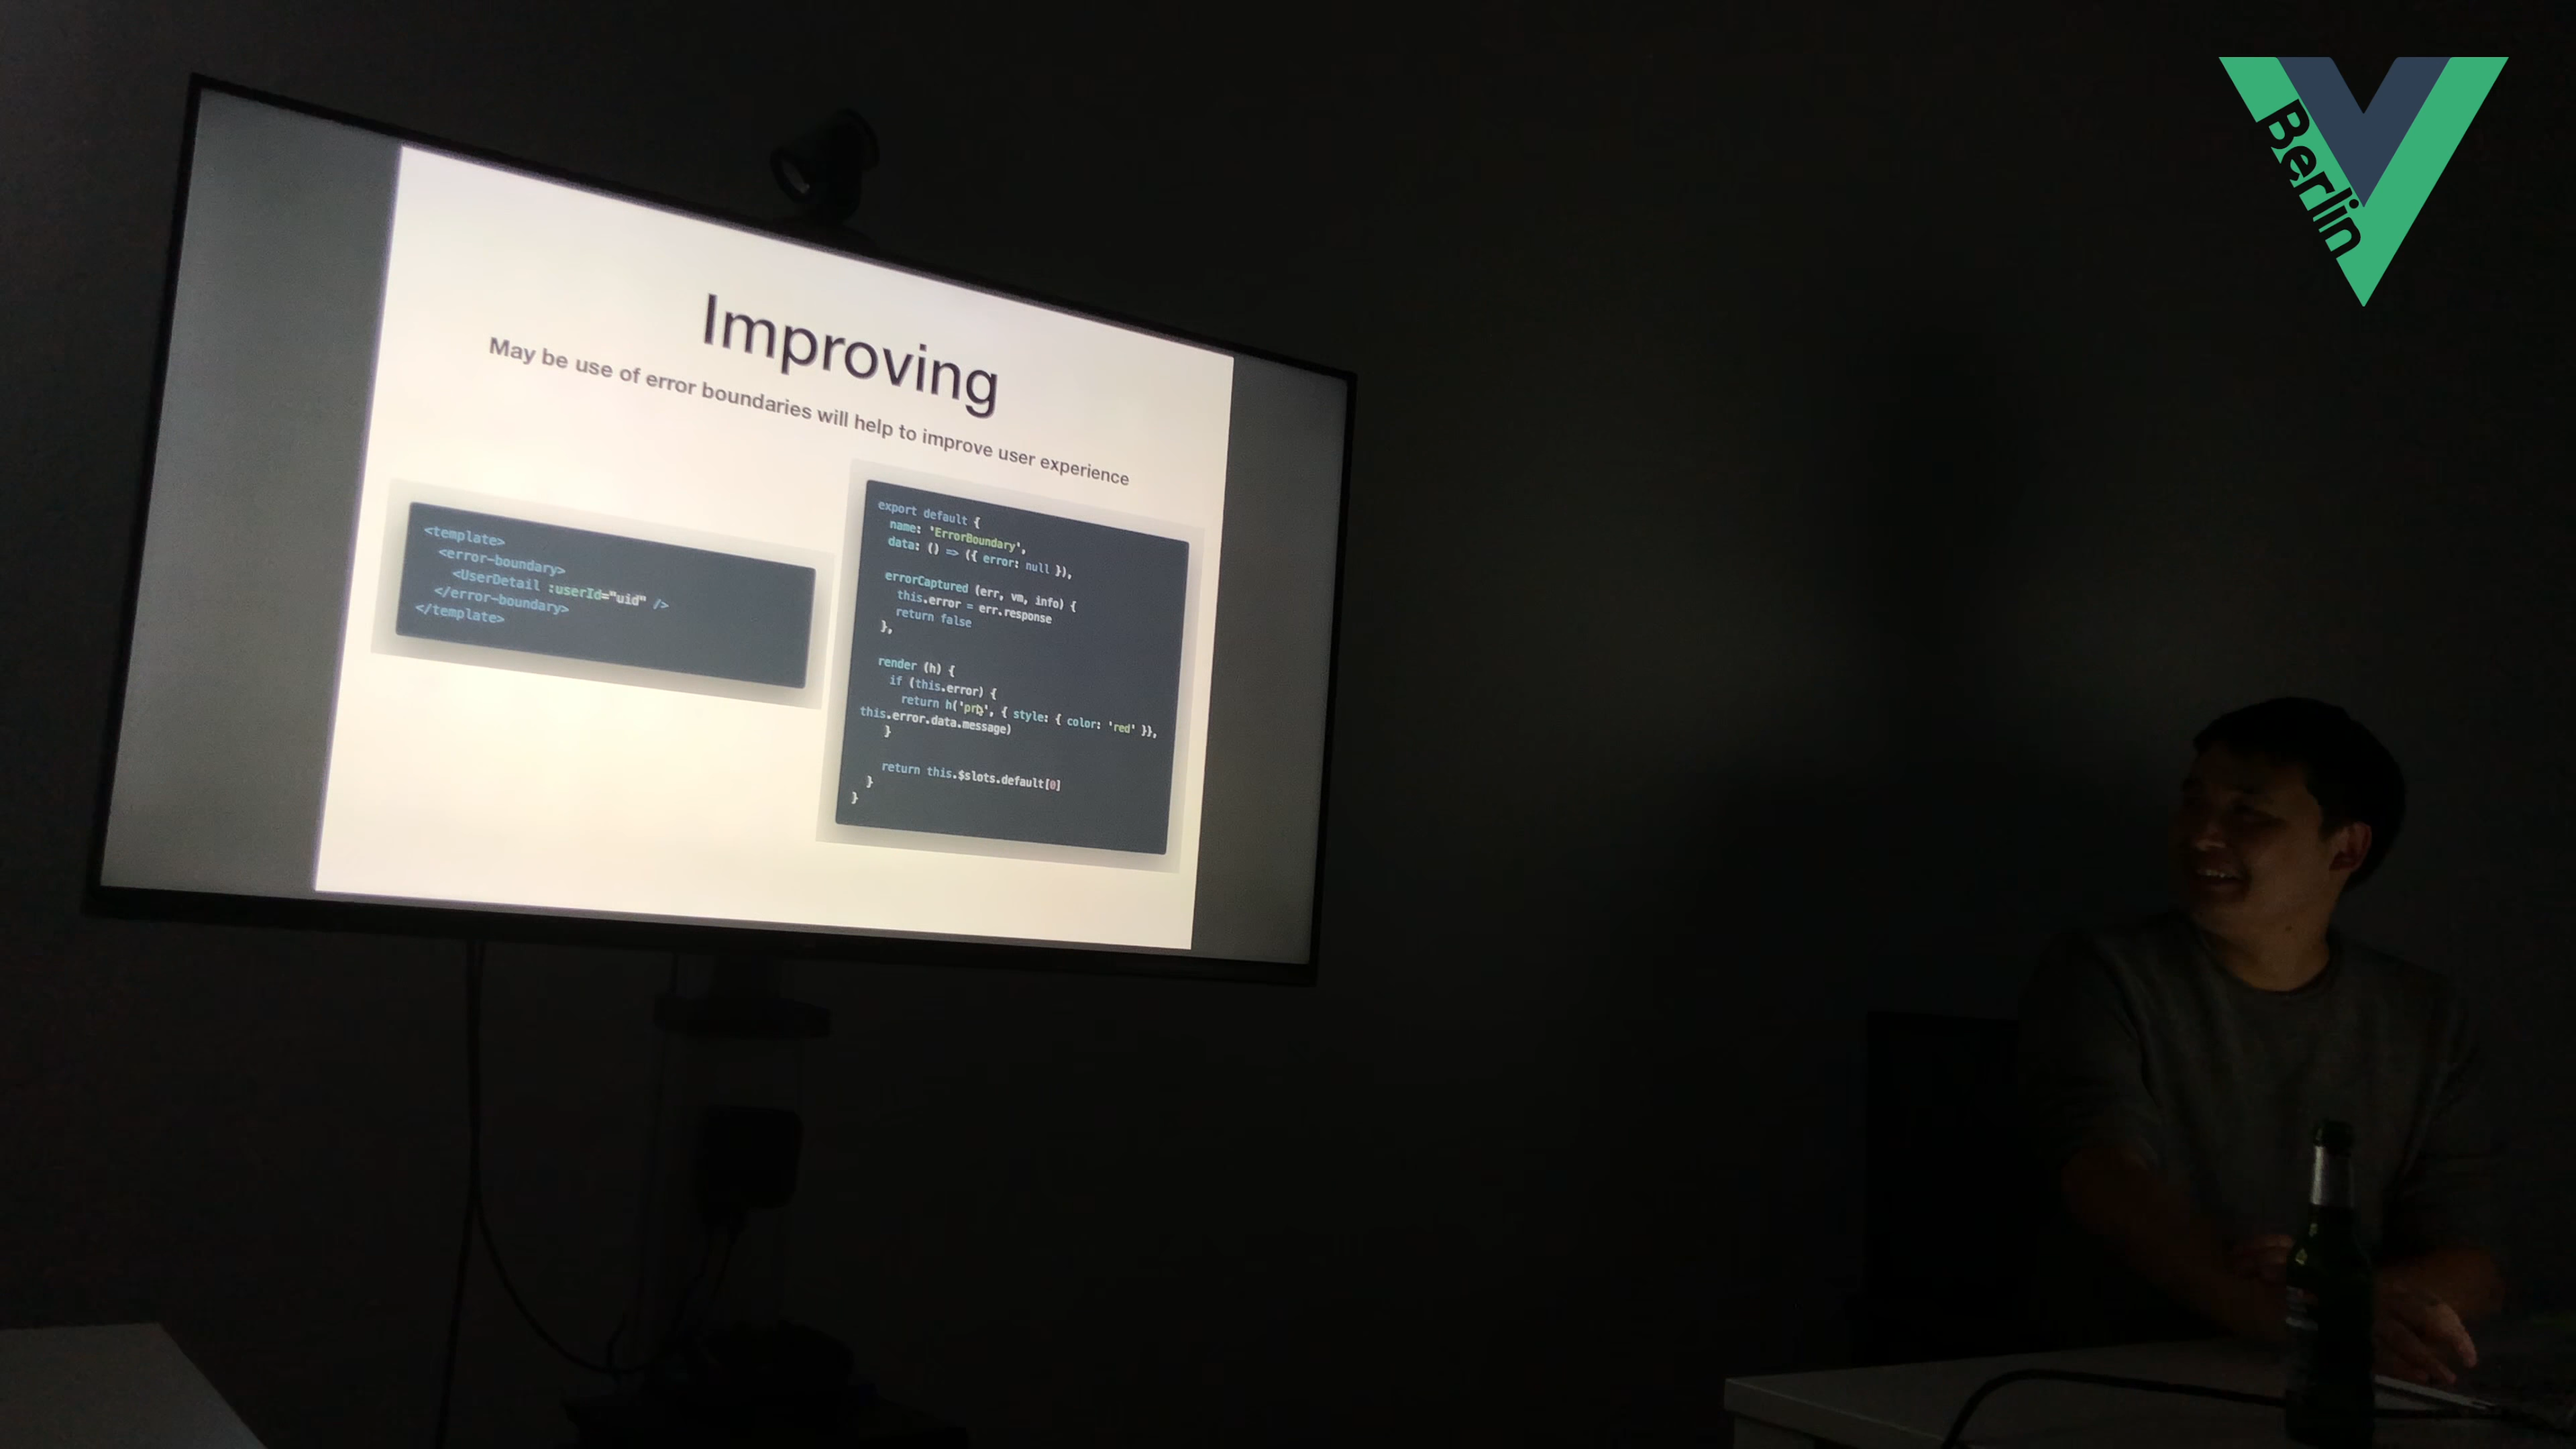 Berlin
Improving
May be use of error boundaries will help to improve user experience
<template>
<error-boundary>
<UserDetail :userId="uid" />
</error-boundary>
</template>
export default {
name: 'ErrorBoundary',
data: () => ({ error: null }),
errorCaptured (err, vm, info) {
this.error = err.response
return false
},
render (h) {
if (this.error) {
return h('pre', { style: { color: 'red' }},
this.error.data.message)
}
return this.$slots.default[0]
}
}